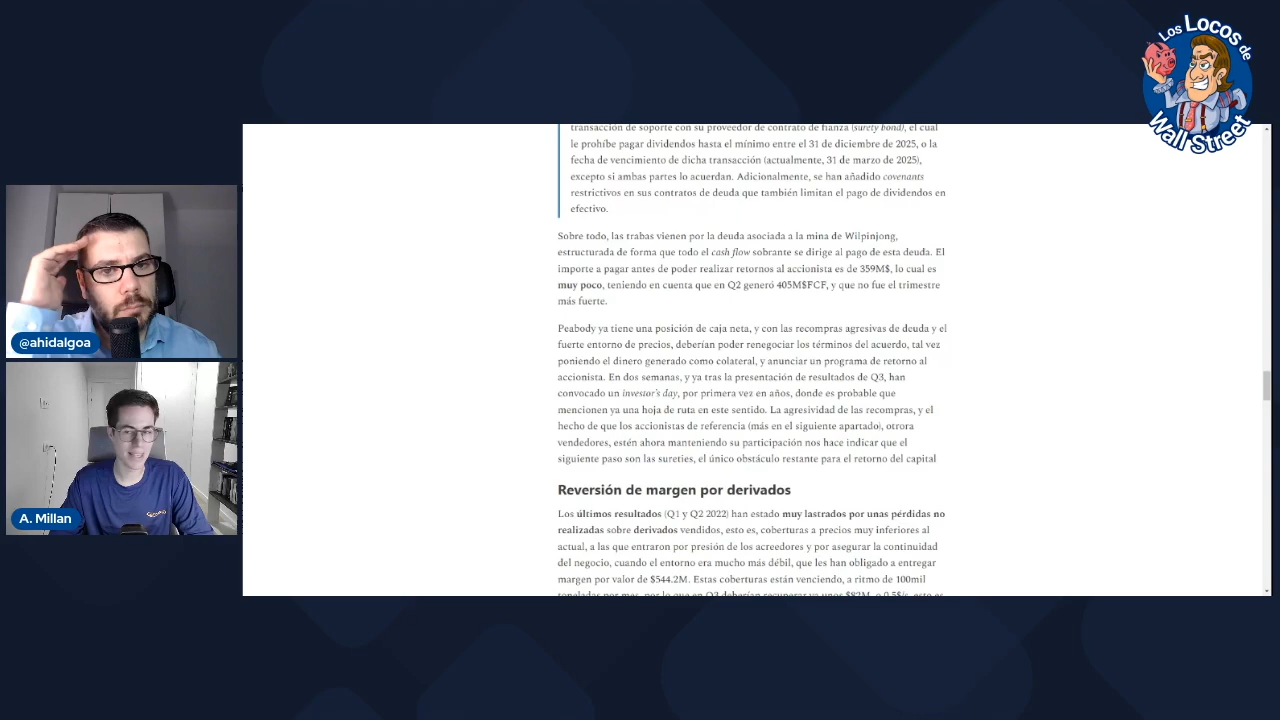 Los Locos de
Wall Street
transacción de soporte con su proveedor de contrato de fianza (surety bond), el cual
le prohíbe pagar dividendos hasta el mínimo entre el 31 de diciembre de 2025, o la
fecha de vencimiento de dicha transacción (actualmente, 31 de marzo de 2025),
excepto si ambas partes lo acuerdan. Adicionalmente, se han añadido covenants
restrictivos en sus contratos de deuda que también limitan el pago de dividendos en
efectivo.
Sobre todo, las trabas vienen por la deuda asociada a la mina de Wilpinjong,
estructurada de forma que todo el cash flow sobrante se dirige al pago de esta deuda. El
importe a pagar antes de poder realizar retornos al accionista es de 359M$, lo cual es
muy poco, teniendo en cuenta que en Q2 generó 405M$FCF, y que no fue el trimestre
más fuerte.
Peabody ya tiene una posición de caja neta, y con las recompras agresivas de deuda y el
fuerte entorno de precios, deberían poder renegociar los términos del acuerdo, tal vez
poniendo el dinero generado como colateral, y anunciar un programa de retorno al
accionista. En dos semanas, y ya tras la presentación de resultados de Q3, han
convocado un investor's day, por primera vez en años, donde es probable que
mencionen ya una hoja de ruta en este sentido. La agresividad de las recompras, y el
hecho de que los accionistas de referencia (más en el siguiente apartado), otrora
vendedores, estén ahora manteniendo su participación nos hace indicar que el
siguiente paso son las sureties, el único obstáculo restante para el retorno del capital
Reversión de margen por derivados
Los últimos resultados (Q1 y Q2 2022) han estado muy lastrados por unas pérdidas no
realizadas sobre derivados vendidos, esto es, coberturas a precios muy inferiores al
actual, a las que entraron por presión de los acreedores y por asegurar la continuidad
del negocio, cuando el entorno era mucho más débil, que les han obligado a entregar
margen por valor de $544.2M. Estas coberturas están venciendo, a ritmo de 100mil
toneladas por mes, por lo que en Q3 deberían recuperar ya unos $82M, o 0,5$/s, esto es
@ahidalgoa
A. Millan